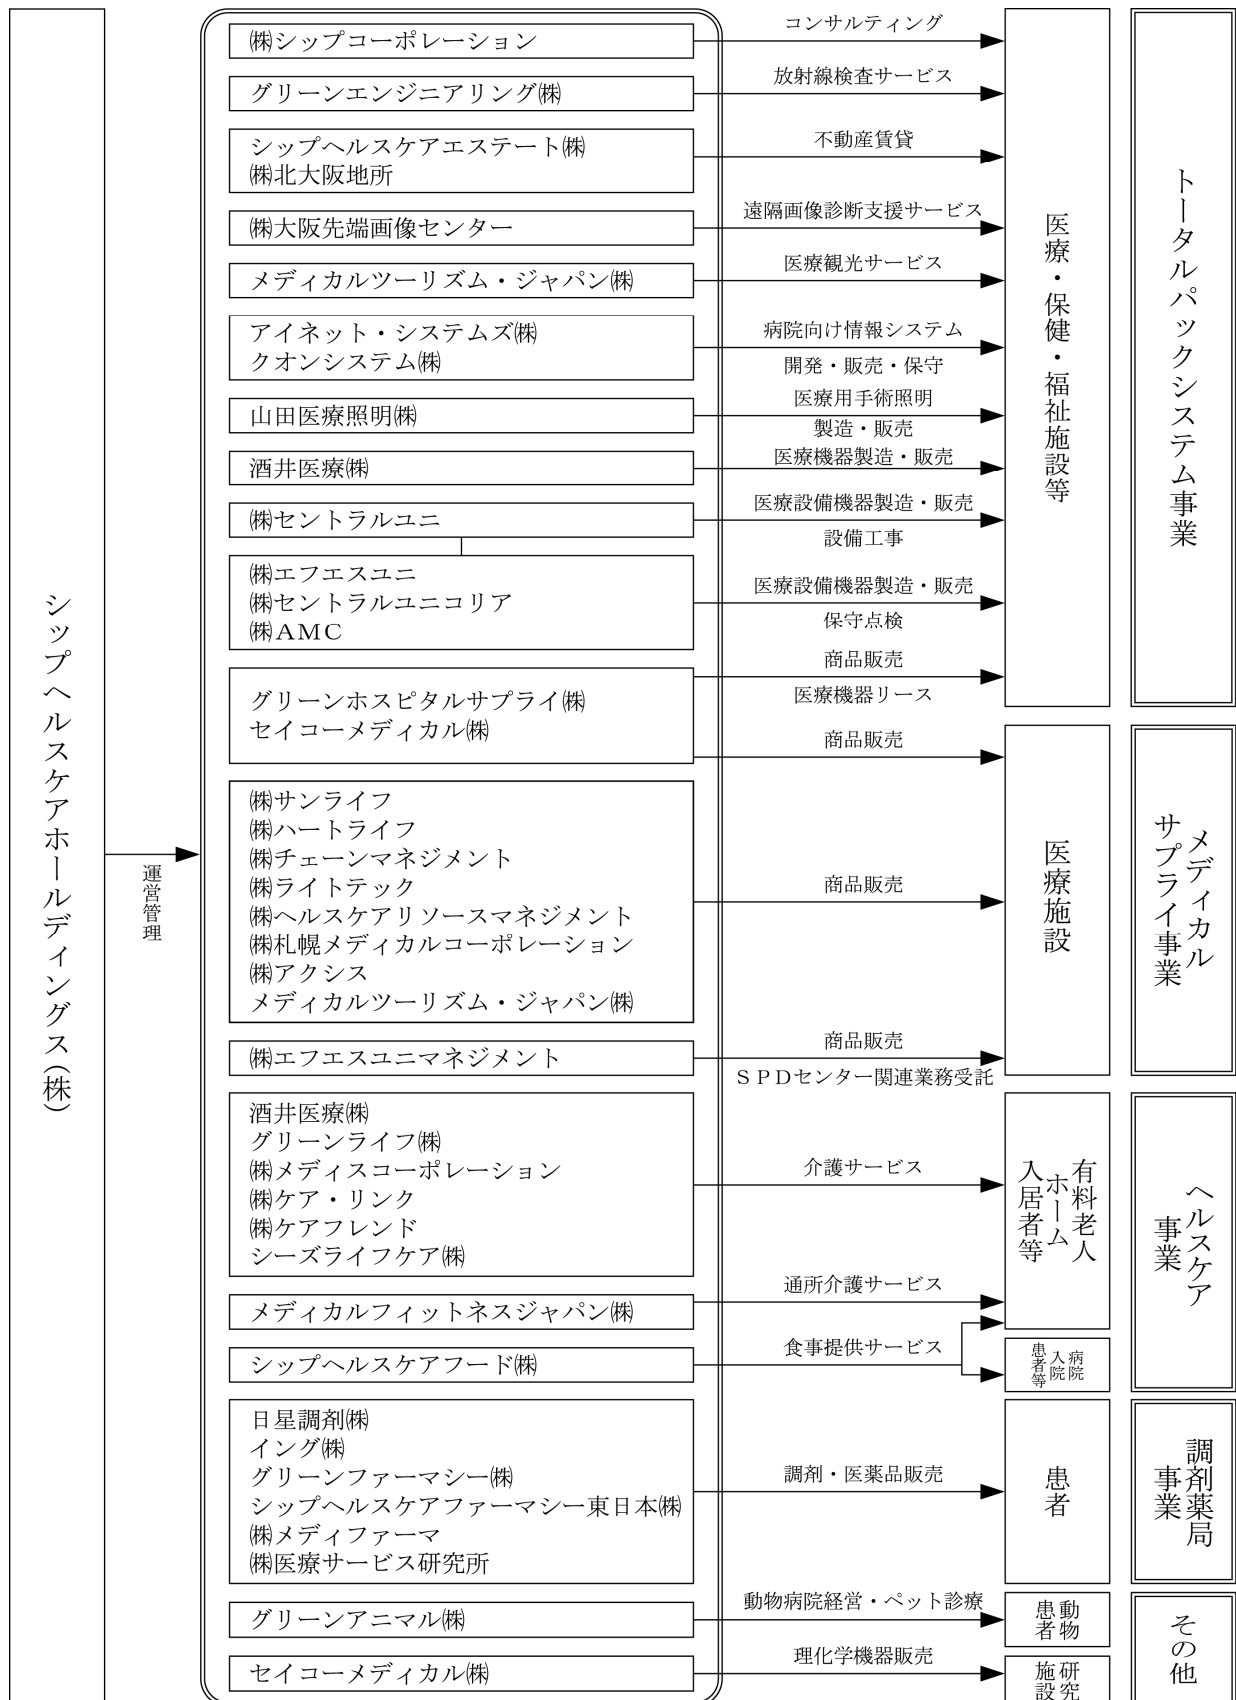 シップヘルスケアホールディングス(株)
運営管理
㈱シップコーポレーション
コンサルティング
グリーンエンジニアリング㈱
放射線検査サービス
シップヘルスケアエステート㈱
㈱北大阪地所
不動産賃貸
㈱大阪先端画像センター
遠隔画像診断支援サービス
メディカルツーリズム・ジャパン㈱
医療観光サービス
アイネット・システムズ㈱
クオンシステム㈱
病院向け情報システム
開発・販売・保守
山田医療照明㈱
医療用手術照明
製造・販売
酒井医療㈱
医療機器製造・販売
㈱セントラルユニ
医療設備機器製造・販売
設備工事
㈱エフエスユニ
㈱セントラルユニコリア
㈱AMC
医療設備機器製造・販売
保守点検
グリーンホスピタルサプライ㈱
セイコーメディカル㈱
商品販売
医療機器リース
医療・保健・福祉施設等
トータルパックシステム事業
商品販売
㈱サンライフ
㈱ハートライフ
㈱チェーンマネジメント
㈱ライトテック
㈱ヘルスケアリソースマネジメント
㈱札幌メディカルコーポレーション
㈱アクシス
メディカルツーリズム・ジャパン㈱
商品販売
㈱エフエスユニマネジメント
商品販売
SPDセンター関連業務受託
医療施設
メディカル
サプライ事業
酒井医療㈱
グリーンライフ㈱
㈱メディスコーポレーション
㈱ケア・リンク
㈱ケアフレンド
シーズライフケア㈱
介護サービス
メディカルフィットネスジャパン㈱
通所介護サービス
シップヘルスケアフード㈱
食事提供サービス
有料老人
ホーム
入居者等
病院
入院
患者等
ヘルスケア
事業
日星調剤㈱
イング㈱
グリーンファーマシー㈱
シップヘルスケアファーマシー東日本㈱
㈱メディファーマ
㈱医療サービス研究所
調剤・医薬品販売
患者
調剤薬局
事業
グリーンアニマル㈱
動物病院経営・ペット診療
動物
患者
セイコーメディカル㈱
理化学機器販売
研究
施設
その他